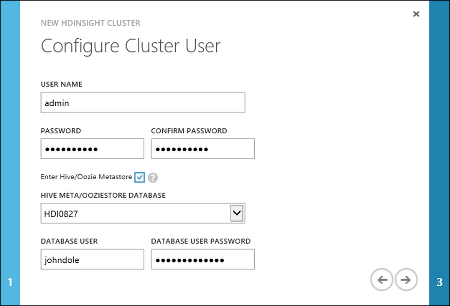 NEW HDINSIGHT CLUSTER
Configure Cluster User
USER NAME
admin
PASSWORD CONFIRM PASSWORD
•••••••••• ••••••••••
Enter Hive/Oozie Metastore ?
HIVE META/OOZIESTORE DATABASE
HDI0827
DATABASE USER DATABASE USER PASSWORD
johndole •••••••••••••
1 3